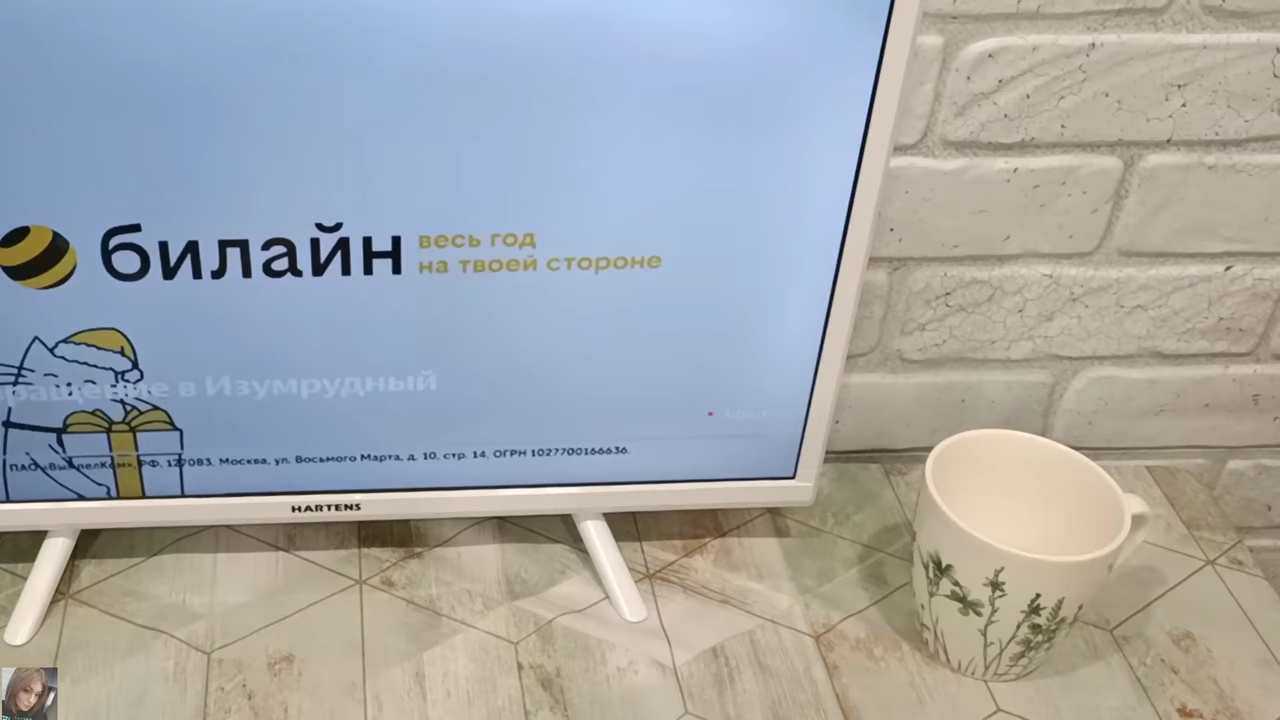 билайн
весь год
на твоей стороне
в Изумрудный
ПАО «ВымпелКом», РФ, 127083, Москва, ул. Восьмого Марта, д. 10, стр. 14, ОГРН 1027700166636.
HARTENS